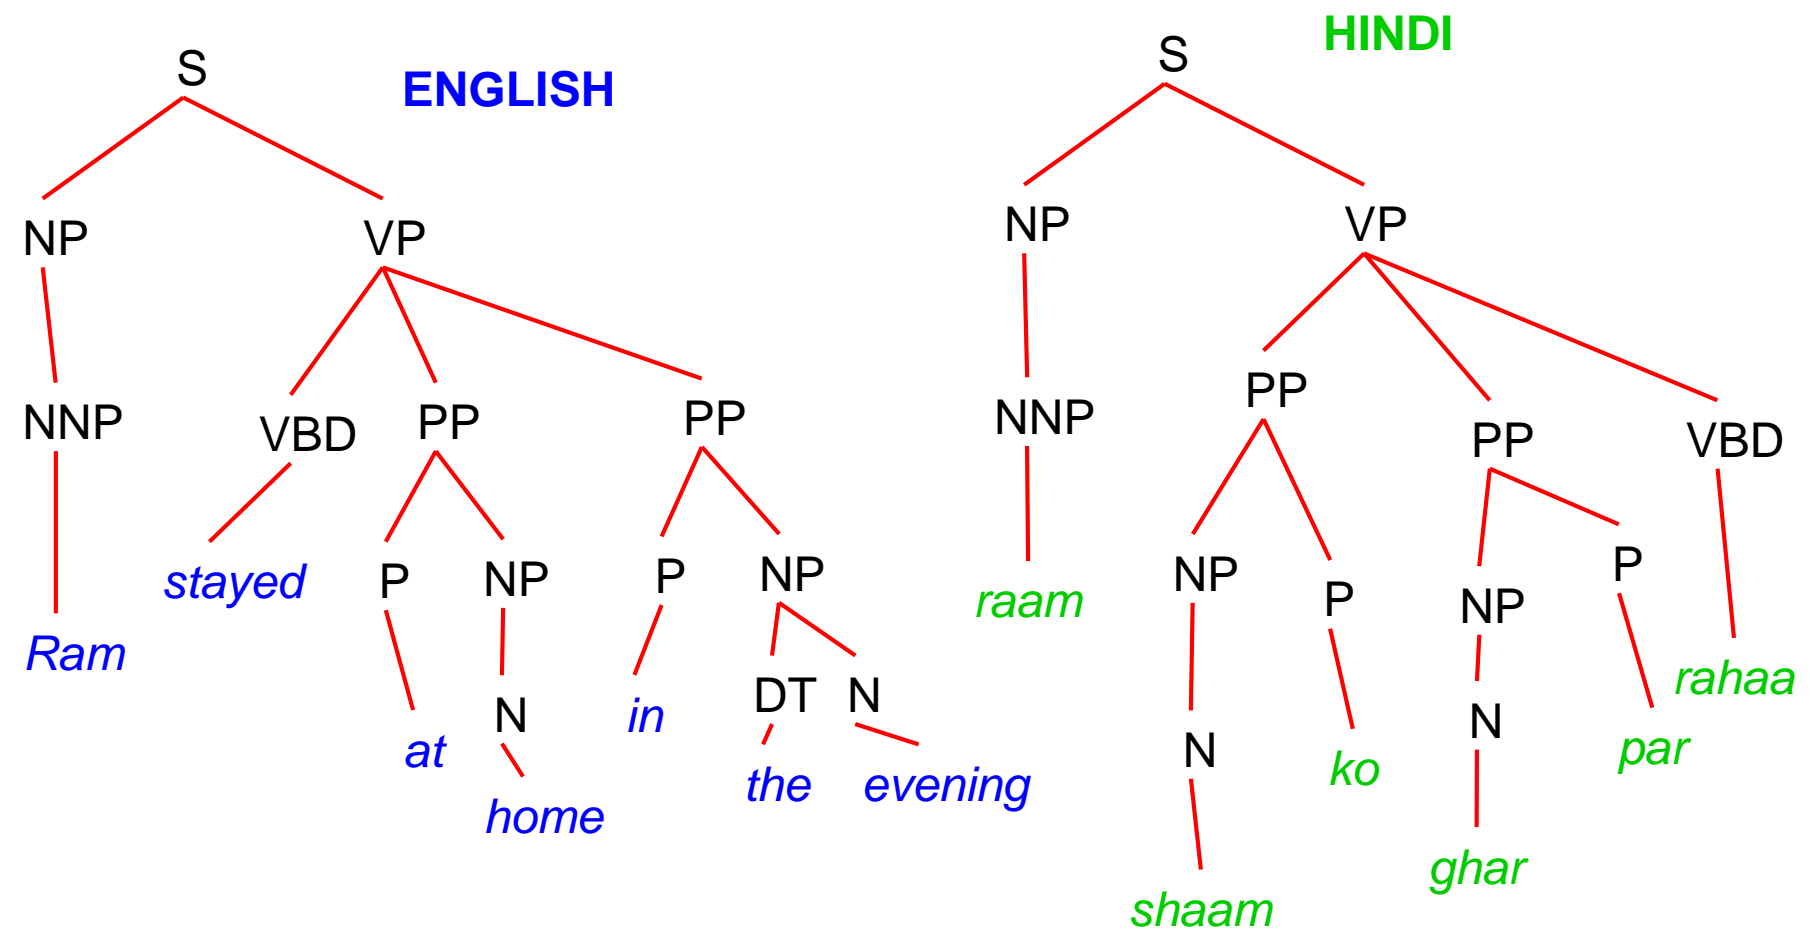 ENGLISH
S
NP VP
NNP VBD PP PP
stayed P NP P NP
Ram at N in DT N
home the evening
HINDI
S
NP VP
NNP PP PP VBD
raam NP P NP P
N ko N par rahaa
shaam ghar